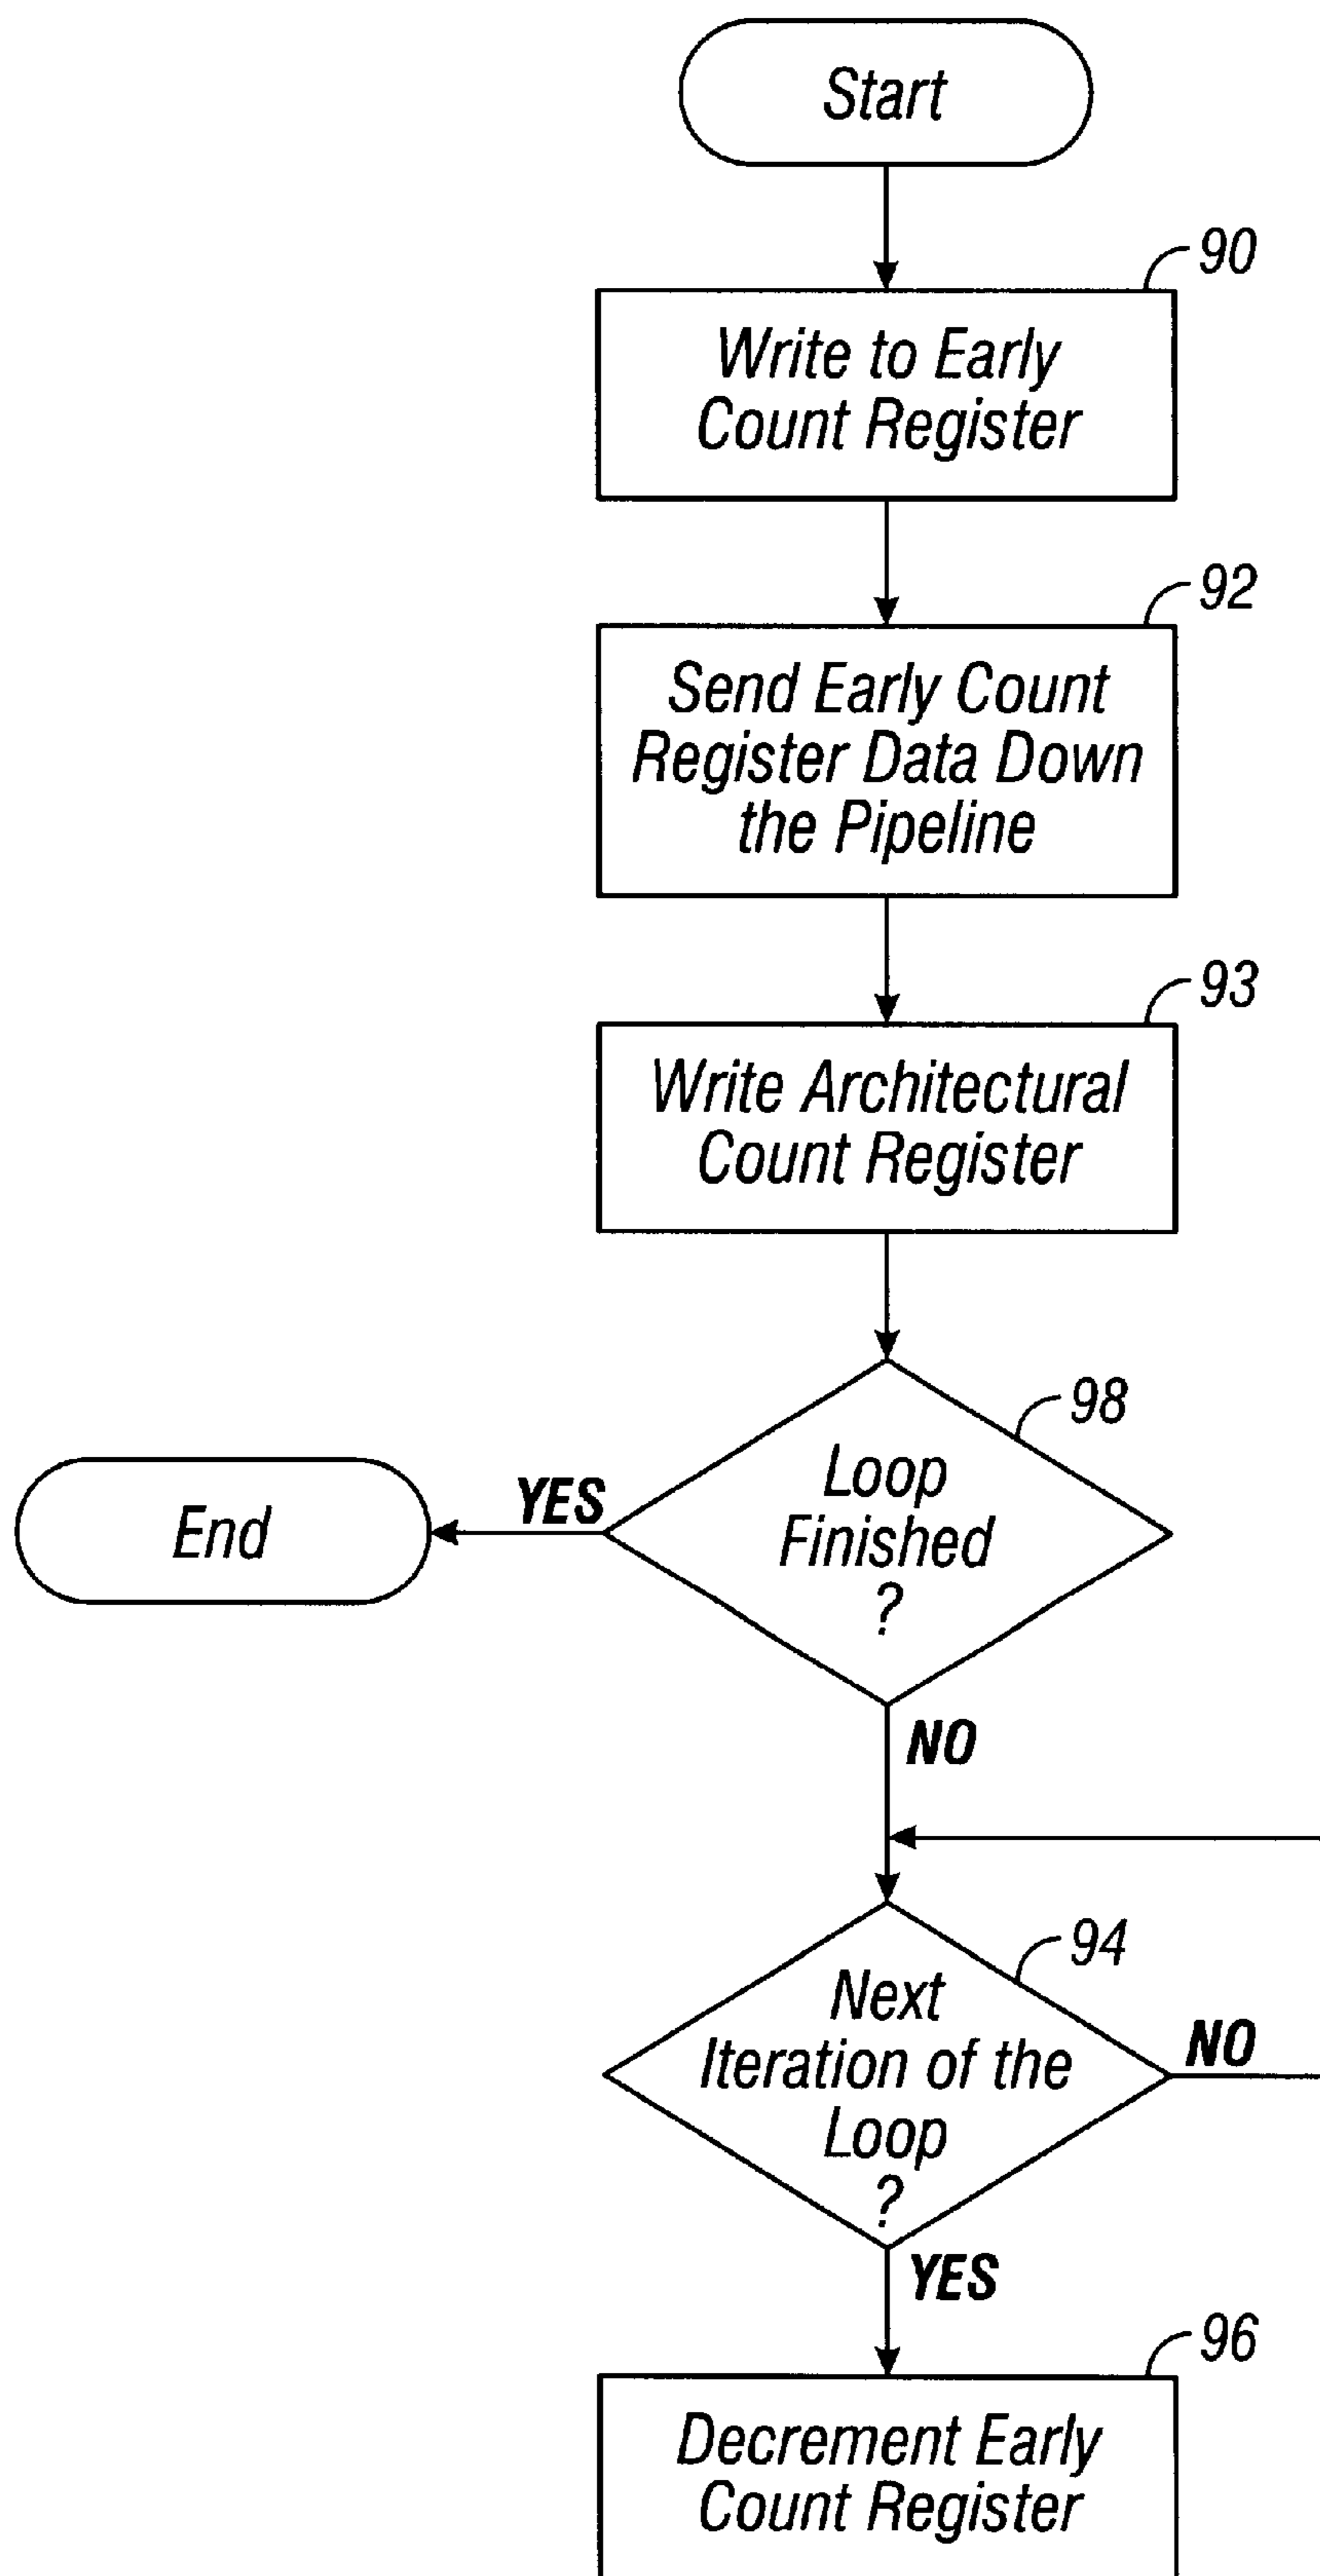 Start
90
Write to Early
Count Register
92
Send Early Count
Register Data Down
the Pipeline
93
Write Architectural
Count Register
98
Loop
Finished
?
YES
End
NO
94
Next
Iteration of the
Loop
?
NO
YES
96
Decrement Early
Count Register